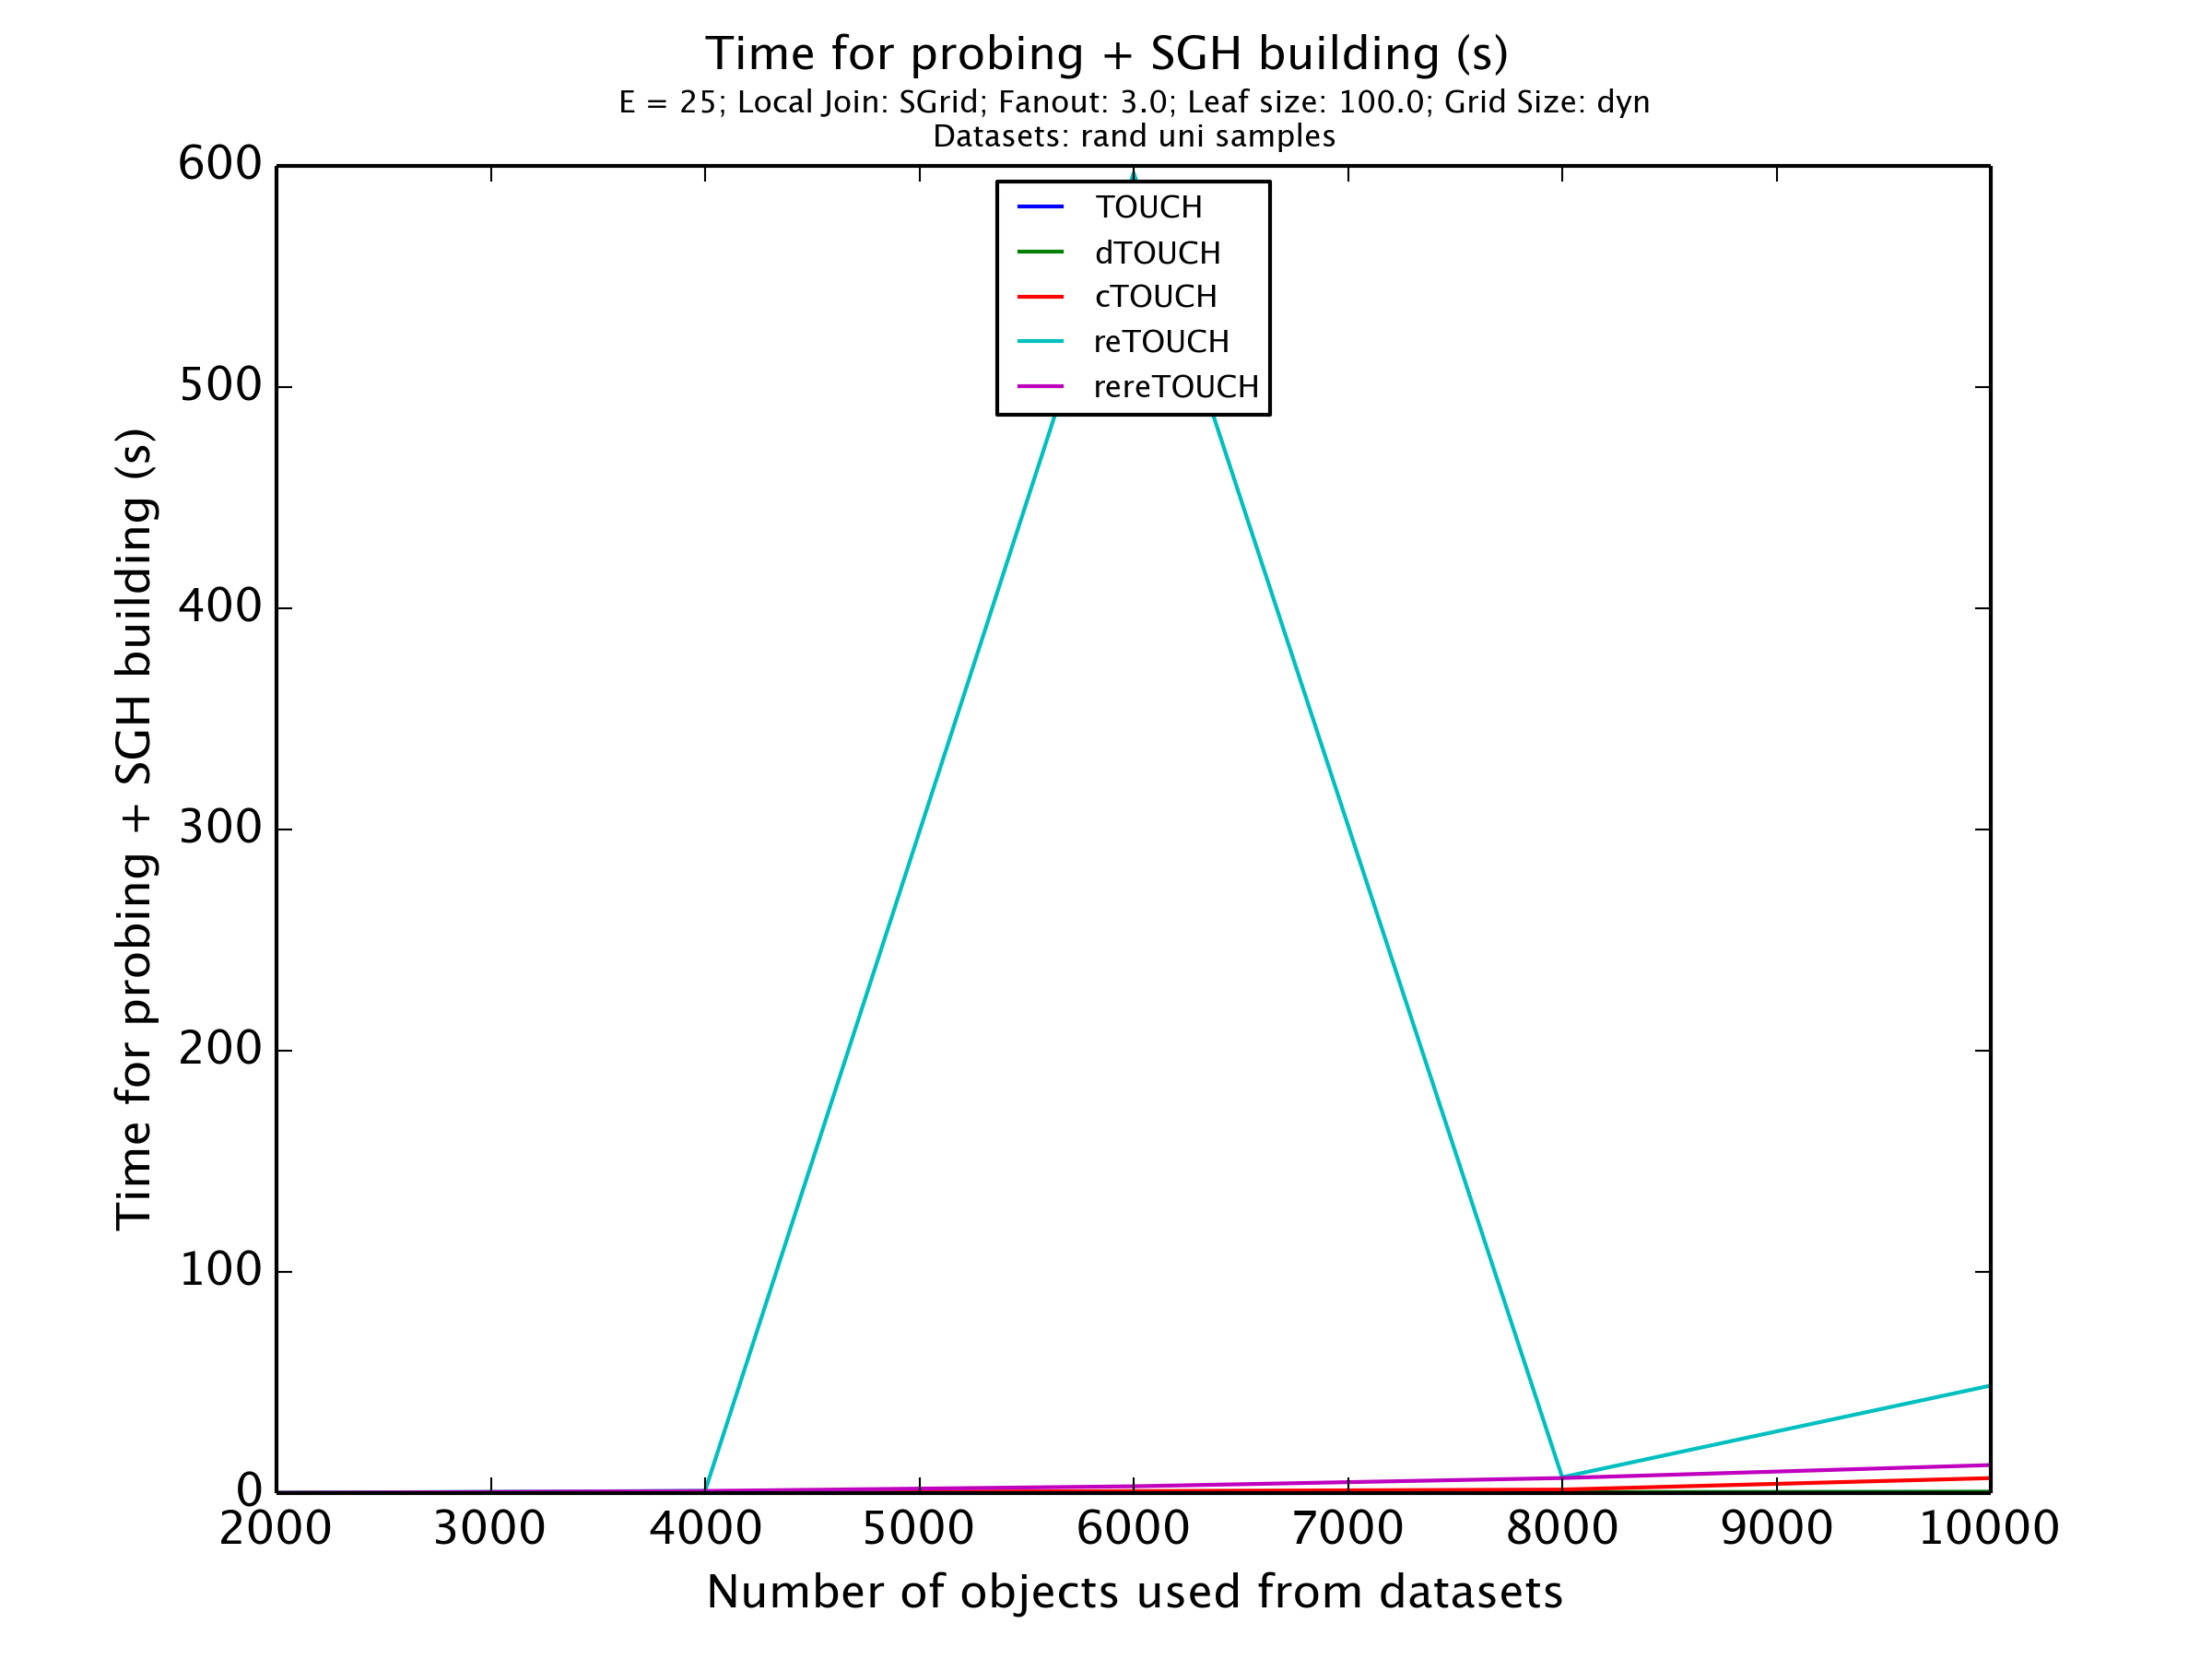 Time for probing + SGH building (s)
E = 25; Local Join: SGrid; Fanout: 3.0; Leaf size: 100.0; Grid Size: dyn
Datasets: rand uni samples
600
500
400
300
200
100
0
Time for probing + SGH building (s)
TOUCH
dTOUCH
cTOUCH
reTOUCH
rereTOUCH
2000 3000 4000 5000 6000 7000 8000 9000 10000
Number of objects used from datasets